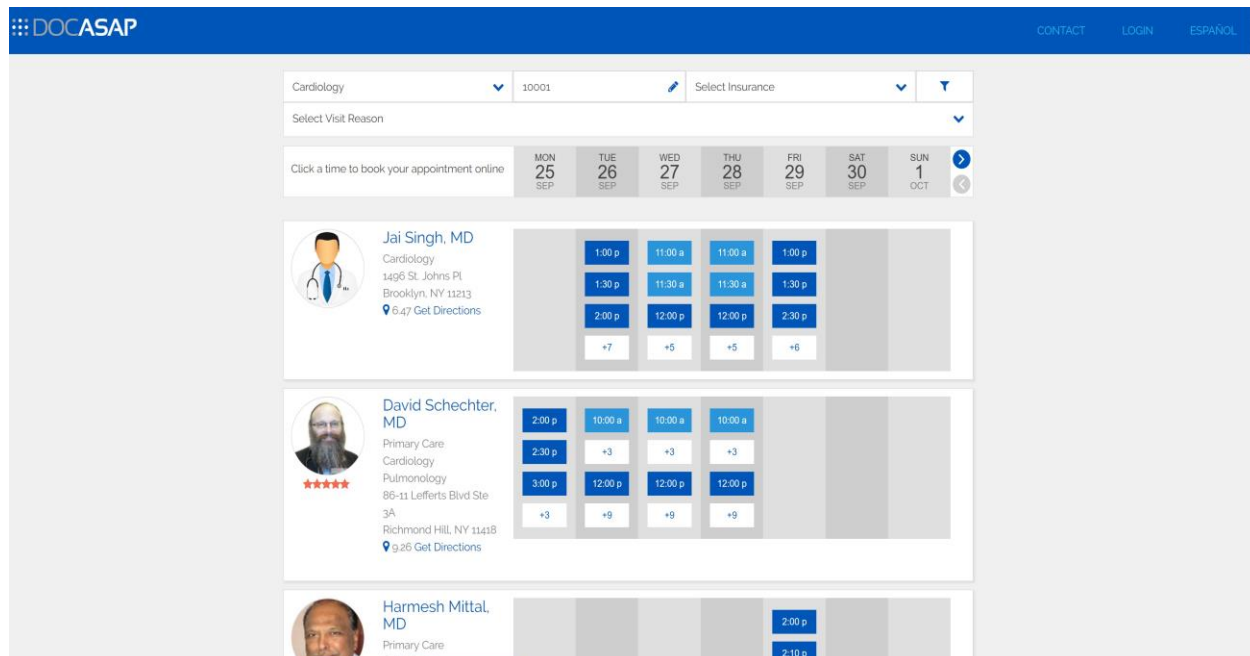 DOCASAP
CONTACT LOGIN ESPAÑOL
Cardiology 10001 Select Insurance
Select Visit Reason
Click a time to book your appointment online
MON 25 SEP
TUE 26 SEP
WED 27 SEP
THU 28 SEP
FRI 29 SEP
SAT 30 SEP
SUN 1 OCT
Jai Singh, MD
Cardiology
1496 St. Johns Pl
Brooklyn, NY 11213
6.47 Get Directions
1:00 p 11:00 a 11:00 a 1:00 p
1:30 p 11:30 a 11:30 a 1:30 p
2:00 p 12:00 p 12:00 p 2:30 p
+7 +5 +5 +6
David Schechter,
MD
Primary Care
Cardiology
Pulmonology
86-11 Lefferts Blvd Ste
3A
Richmond Hill, NY 11418
9.26 Get Directions
2:00 p 10:00 a 10:00 a 10:00 a
2:30 p +3 +3 +3
3:00 p 12:00 p 12:00 p 12:00 p
+3 +9 +9 +9
Harmesh Mittal,
MD
Primary Care
2:00 p
2:10 p